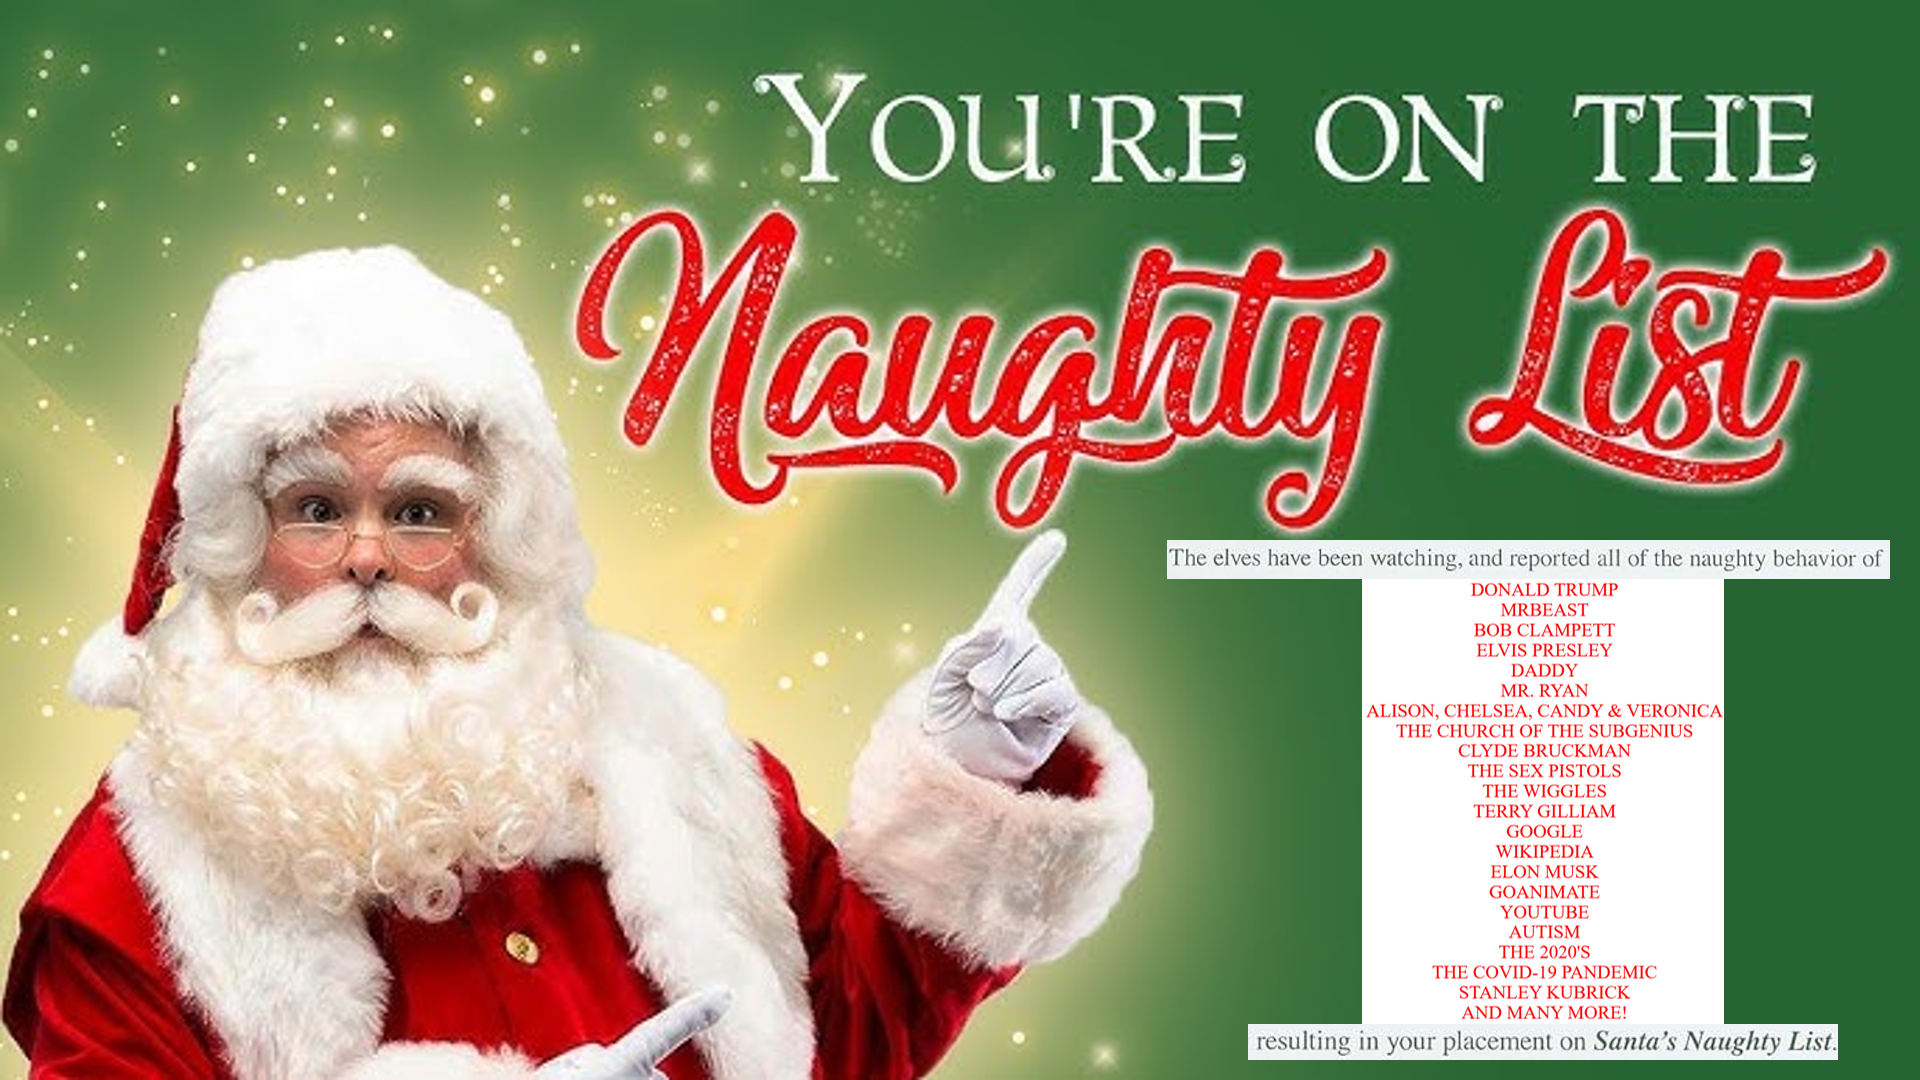 YOU'RE ON THE
Naughty List
The elves have been watching, and reported all of the naughty behavior of
DONALD TRUMP
MRBEAST
BOB CLAMPETT
ELVIS PRESLEY
DADDY
MR. RYAN
ALISON, CHELSEA, CANDY & VERONICA
THE CHURCH OF THE SUBGENIUS
CLYDE BRUCKMAN
THE SEX PISTOLS
THE WIGGLES
TERRY GILLIAM
GOOGLE
WIKIPEDIA
ELON MUSK
GOANIMATE
YOUTUBE
AUTISM
THE 2020'S
THE COVID-19 PANDEMIC
STANLEY KUBRICK
AND MANY MORE!
resulting in your placement on Santa's Naughty List.